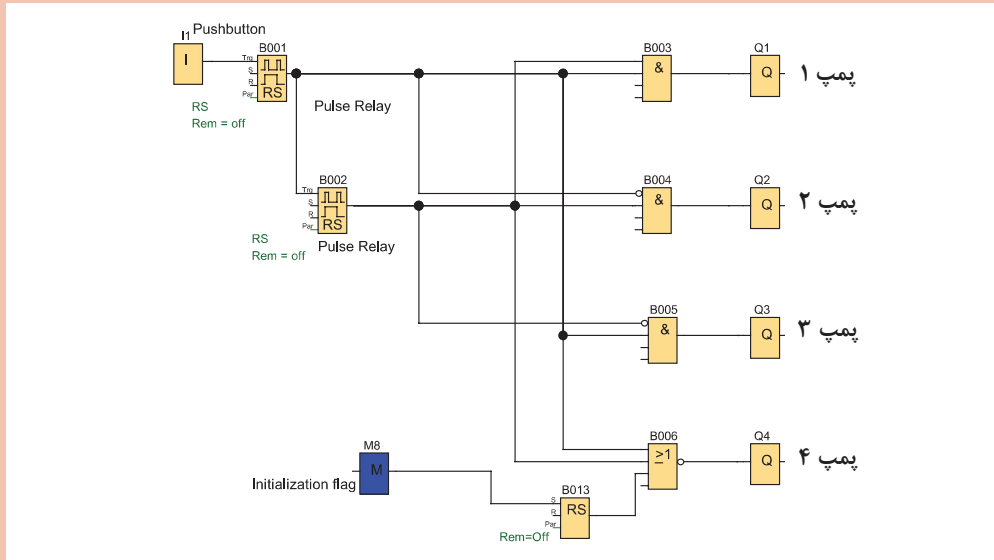 I1 Pushbutton
I
B001
Trg
S
R
Par
RS
RS
Rem = off
Pulse Relay
B003
&
Q1
Q
پمپ ۱
B002
Trg
S
R
Par
RS
RS
Rem = off
Pulse Relay
B004
&
Q2
Q
پمپ ۲
B005
&
Q3
Q
پمپ ۳
B006
≥1
Q4
Q
پمپ ۴
M8
M
Initialization flag
B013
S
R
Par
RS
Rem=Off